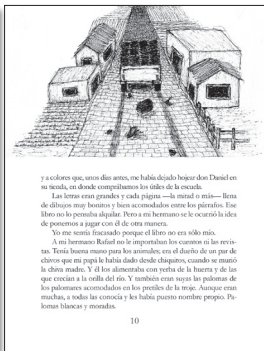 y a colores que, unos días antes, me había dejado hojear don Daniel en
su tienda, en donde comprábamos los útiles de la escuela.
Las letras eran grandes y cada página —la mitad o más— llena
de dibujos muy bonitos y bien acomodados entre los párrafos. Ese
libro no lo pensaba alquilar. Pero a mi hermano se le ocurrió la idea
de ponernos a jugar con él de otra manera.
Yo me sentía fracasado porque el libro no era sólo mío.
A mi hermano Rafael no le importaban los cuentos ni las revis-
tas. Tenía buena mano para los animales; era el dueño de un par de
chivos que mi papá le había dado desde chiquitos, cuando se murió
la chiva madre. Y él los alimentaba con yerba de la huerta y de las
que crecían a la orilla del río. Y también eran suyas las palomas de
los palomares acomodados en los pretiles de la troje. Aunque eran
muchas, a todas las conocía y les había puesto nombre propio. Pa-
lomas blancas y moradas.
10